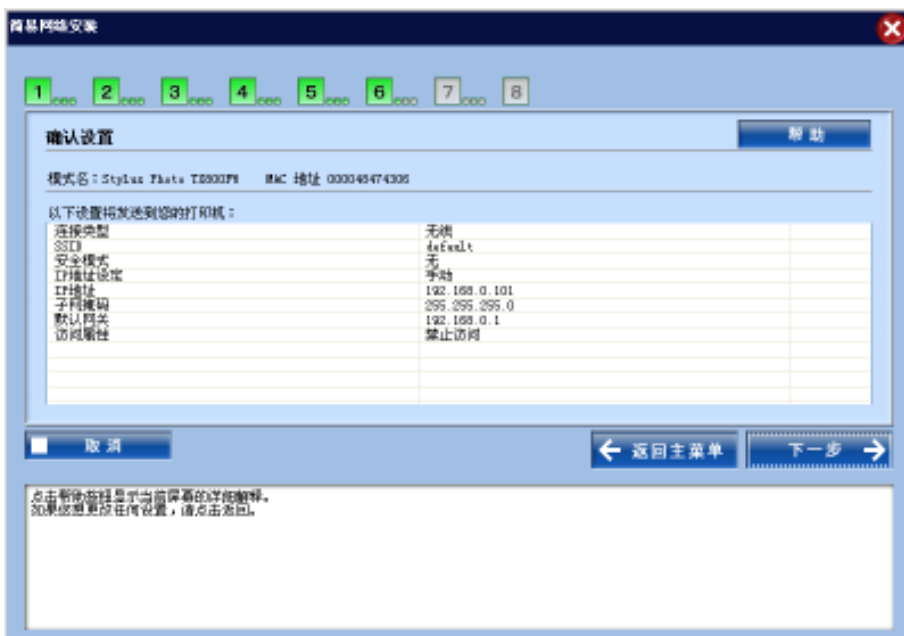 简易网络安装
1 2 3 4 5 6 7 8
确认设置
帮助
模式名：Stylus Photo TX800FW MAC 地址 000048474306
以下设置将发送到您的打印机：
连接类型 无线
SSID default
安全模式 无
IP地址设定 手动
IP地址 192.168.0.101
子网掩码 255.255.255.0
默认网关 192.168.0.1
访问属性 禁止访问
取消
返回主菜单
下一步
点击帮助按钮显示当前屏幕的详细解释。
如果您想更改任何设置，请点击返回。